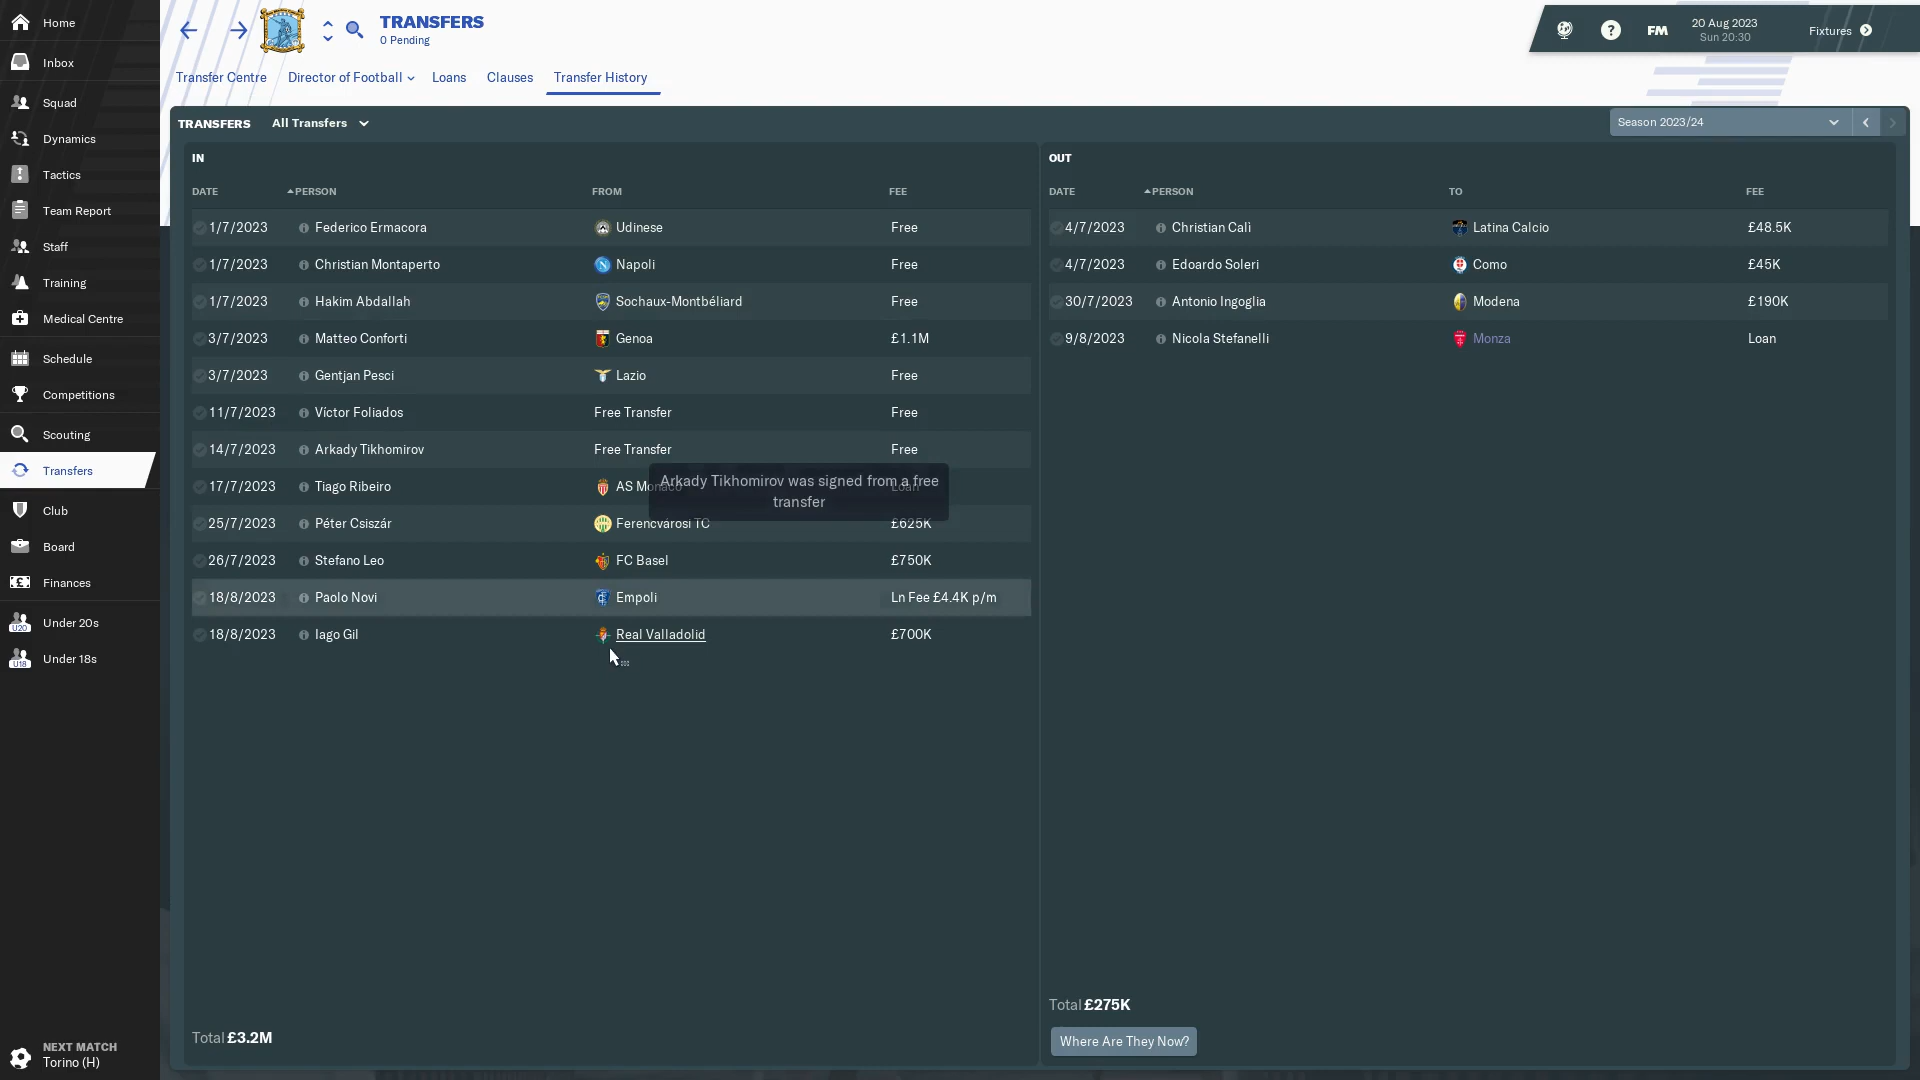 Home
Inbox
Squad
Dynamics
Tactics
Team Report
Staff
Training
Medical Centre
Schedule
Competitions
Scouting
Transfers
Club
Board
Finances
U20 Under 20s
U18 Under 18s
NEXT MATCH
Torino (H)
TRANSFERS
0 Pending
? FM 20 Aug 2023 Fixtures
Sun 20:30
Transfer Centre Director of Football Loans Clauses Transfer History
TRANSFERS All Transfers Season 2023/24
IN
DATE PERSON FROM FEE
1/7/2023 Federico Ermacora Udinese Free
1/7/2023 Christian Montaperto Napoli Free
1/7/2023 Hakim Abdallah Sochaux-Montbéliard Free
3/7/2023 Matteo Conforti Genoa £1.1M
3/7/2023 Gentjan Pesci Lazio Free
11/7/2023 Víctor Foliados Free Transfer Free
14/7/2023 Arkady Tikhomirov Free Transfer Free
17/7/2023 Tiago Ribeiro AS Monaco Loan
Arkady Tikhomirov was signed from a free
transfer
25/7/2023 Péter Csiszár Ferencvárosi TC £625K
26/7/2023 Stefano Leo FC Basel £750K
18/8/2023 Paolo Novi Empoli Ln Fee £4.4K p/m
18/8/2023 Iago Gil Real Valladolid £700K
Total £3.2M
OUT
DATE PERSON TO FEE
4/7/2023 Christian Calì Latina Calcio £48.5K
4/7/2023 Edoardo Soleri Como £45K
30/7/2023 Antonio Ingoglia Modena £190K
9/8/2023 Nicola Stefanelli Monza Loan
Total £275K
Where Are They Now?